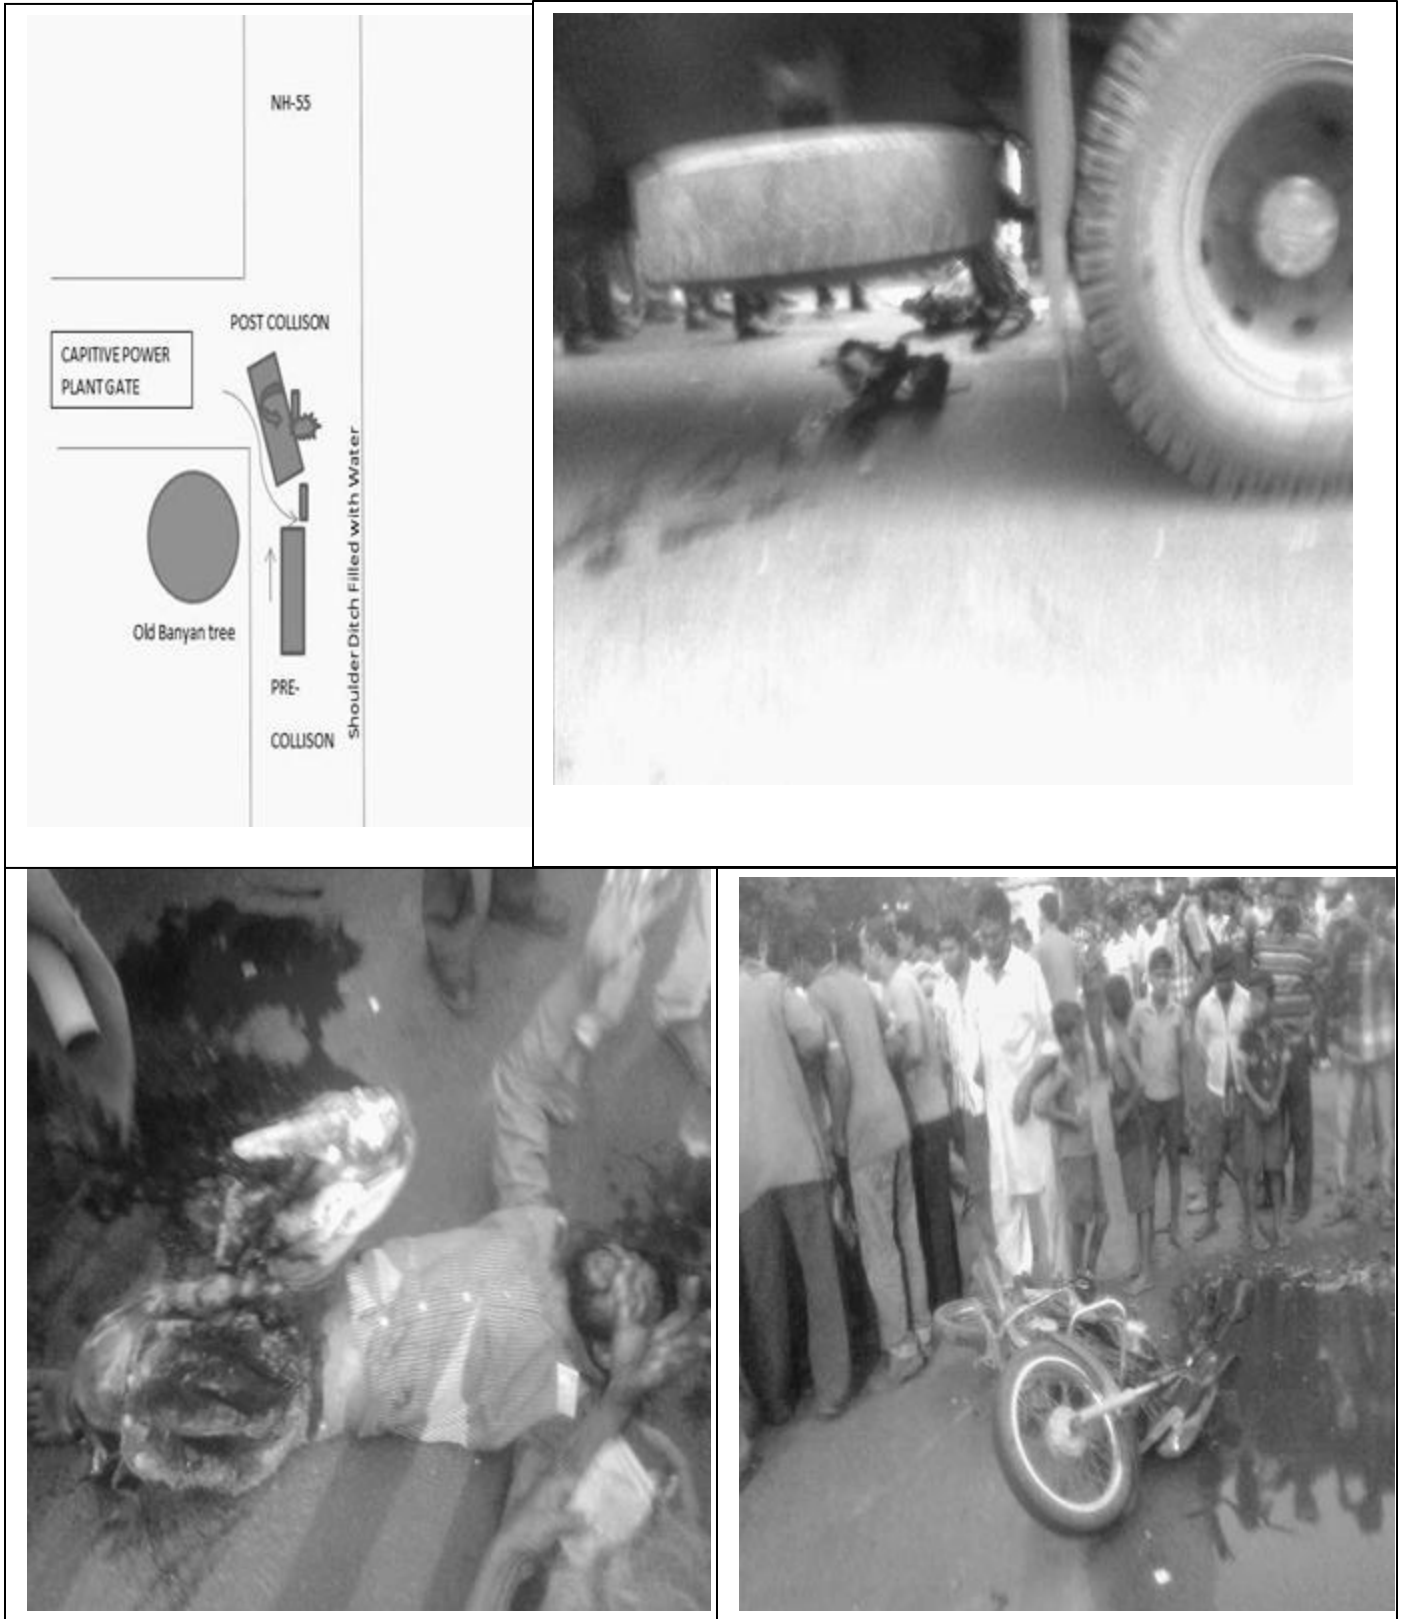 NH-55
POST COLLISON
CAPITIVE POWER
PLANT GATE
Shoulder Ditch Filled with Water
Old Banyan tree
PRE-
COLLISON